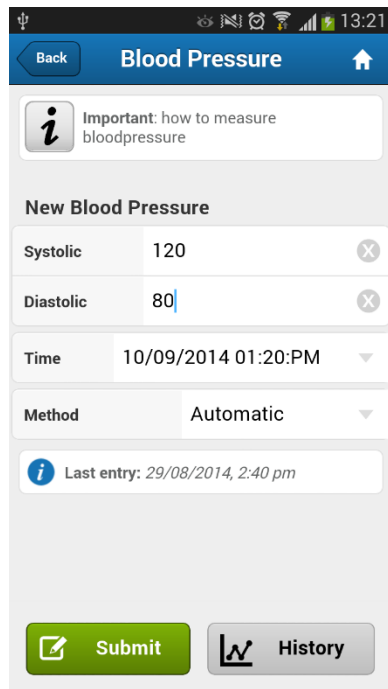 13:21
Back
Blood Pressure
i
Important: how to measure
bloodpressure
New Blood Pressure
Systolic 120 X
Diastolic 80 X
Time 10/09/2014 01:20:PM
Method Automatic
i Last entry: 29/08/2014, 2:40 pm
Submit History